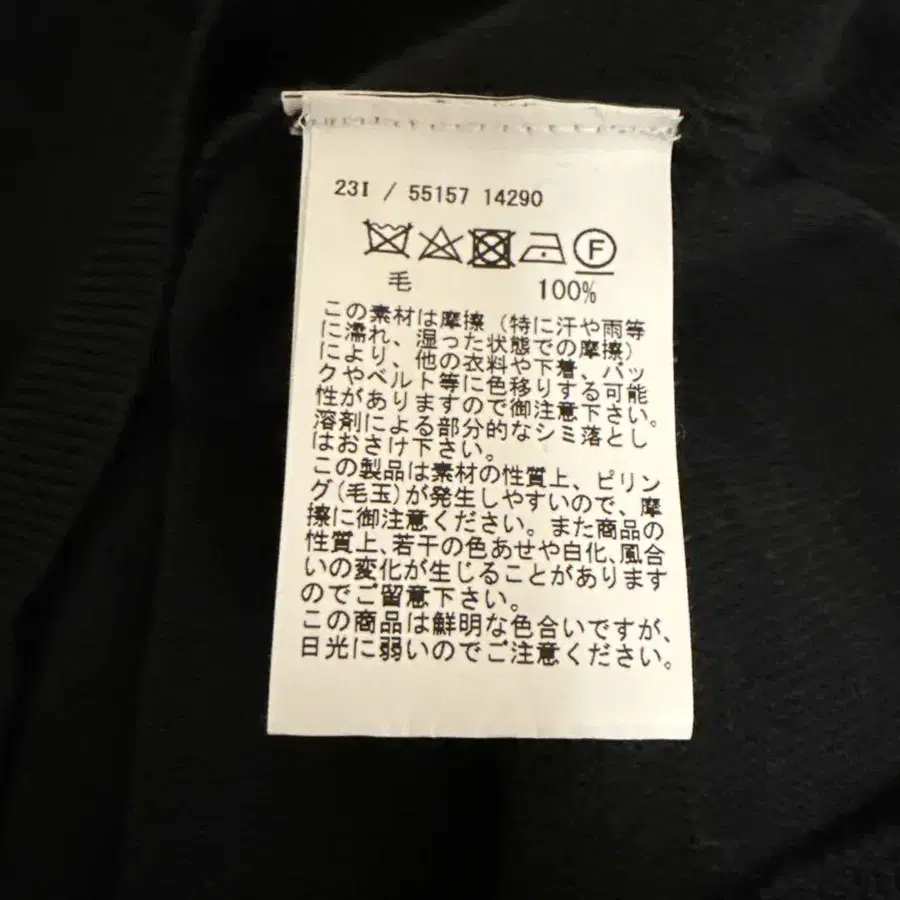 23I / 55157 14290
F
毛 100%
この素材は摩擦 (特に汗や雨等
に濡れ、湿った状態での摩擦)
により、他の衣料や下着、バッ
クやベルト等に色移りする可能
性がありますので御注意下さい。
溶剤による部分的なシミ落とし
はおさけ下さい。
この製品は素材の性質上、ピリン
グ(毛玉)が発生しやすいので、摩
擦に御注意ください。また商品の
性質上、若干の色あせや白化、風合
いの変化が生じることがあります
のでご留意下さい。
この商品は鮮明な色合いですが、
日光に弱いのでご注意ください。